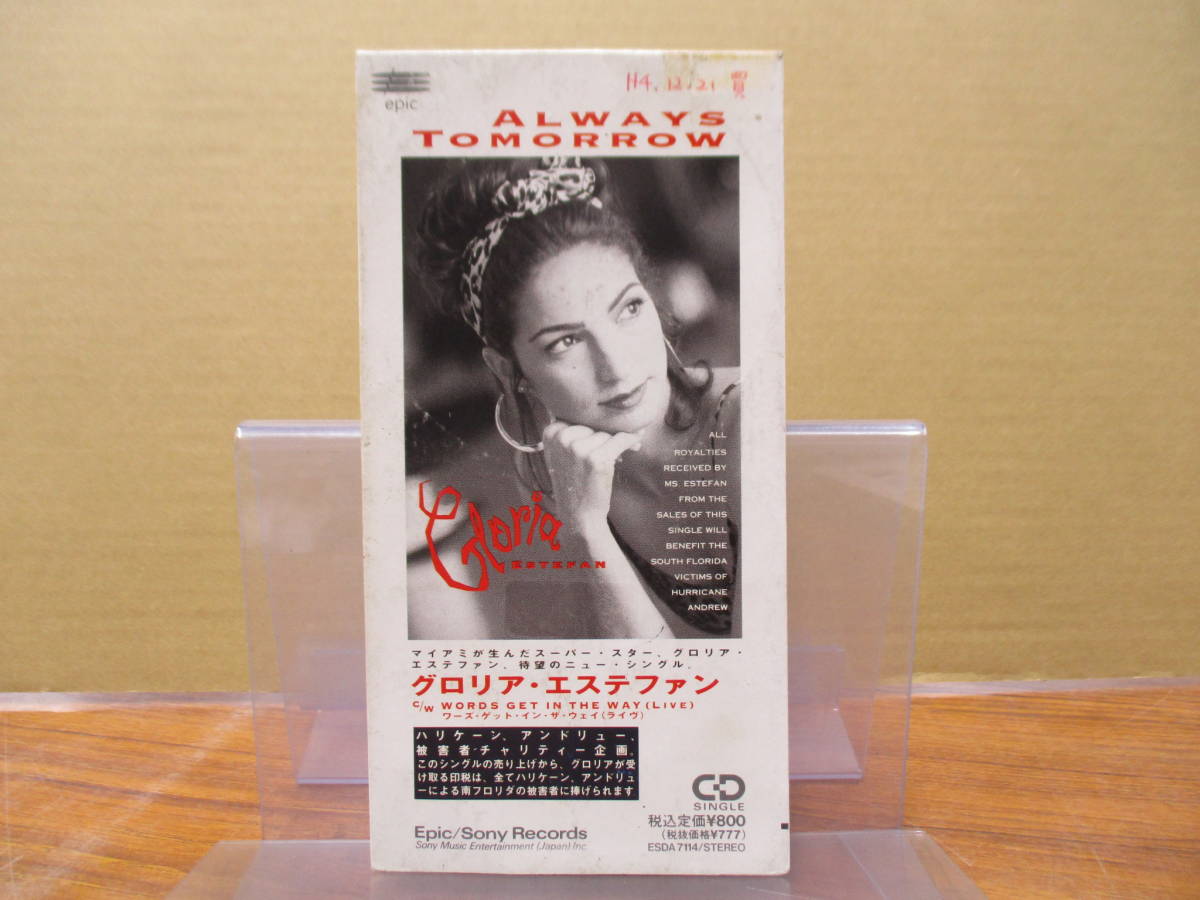 epic
H4.12.21 買
ALWAYS
TOMORROW
ALL
ROYALTIES
RECEIVED BY
MS. ESTEFAN
FROM THE
SALES OF THIS
SINGLE WILL
BENEFIT THE
SOUTH FLORIDA
VICTIMS OF
HURRICANE
ANDREW
Gloria
ESTEFAN
マイアミが生んだスーパー・スター、グロリア・
エステファン、待望のニュー・シングル。
グロリア・エステファン
C/W WORDS GET IN THE WAY (LIVE)
ワーズ・ゲット・イン・ザ・ウェイ(ライヴ)
ハリケーン、アンドリュー、
被害者チャリティー企画。
このシングルの売り上げから、グロリアが受
け取る印税は、全てハリケーン、アンドリュ
ーによる南フロリダの被害者に捧げられます
CD
SINGLE
税込定価¥800
(税抜価格¥777)
ESDA 7114/STEREO
Epic/Sony Records
Sony Music Entertainment (Japan) Inc.